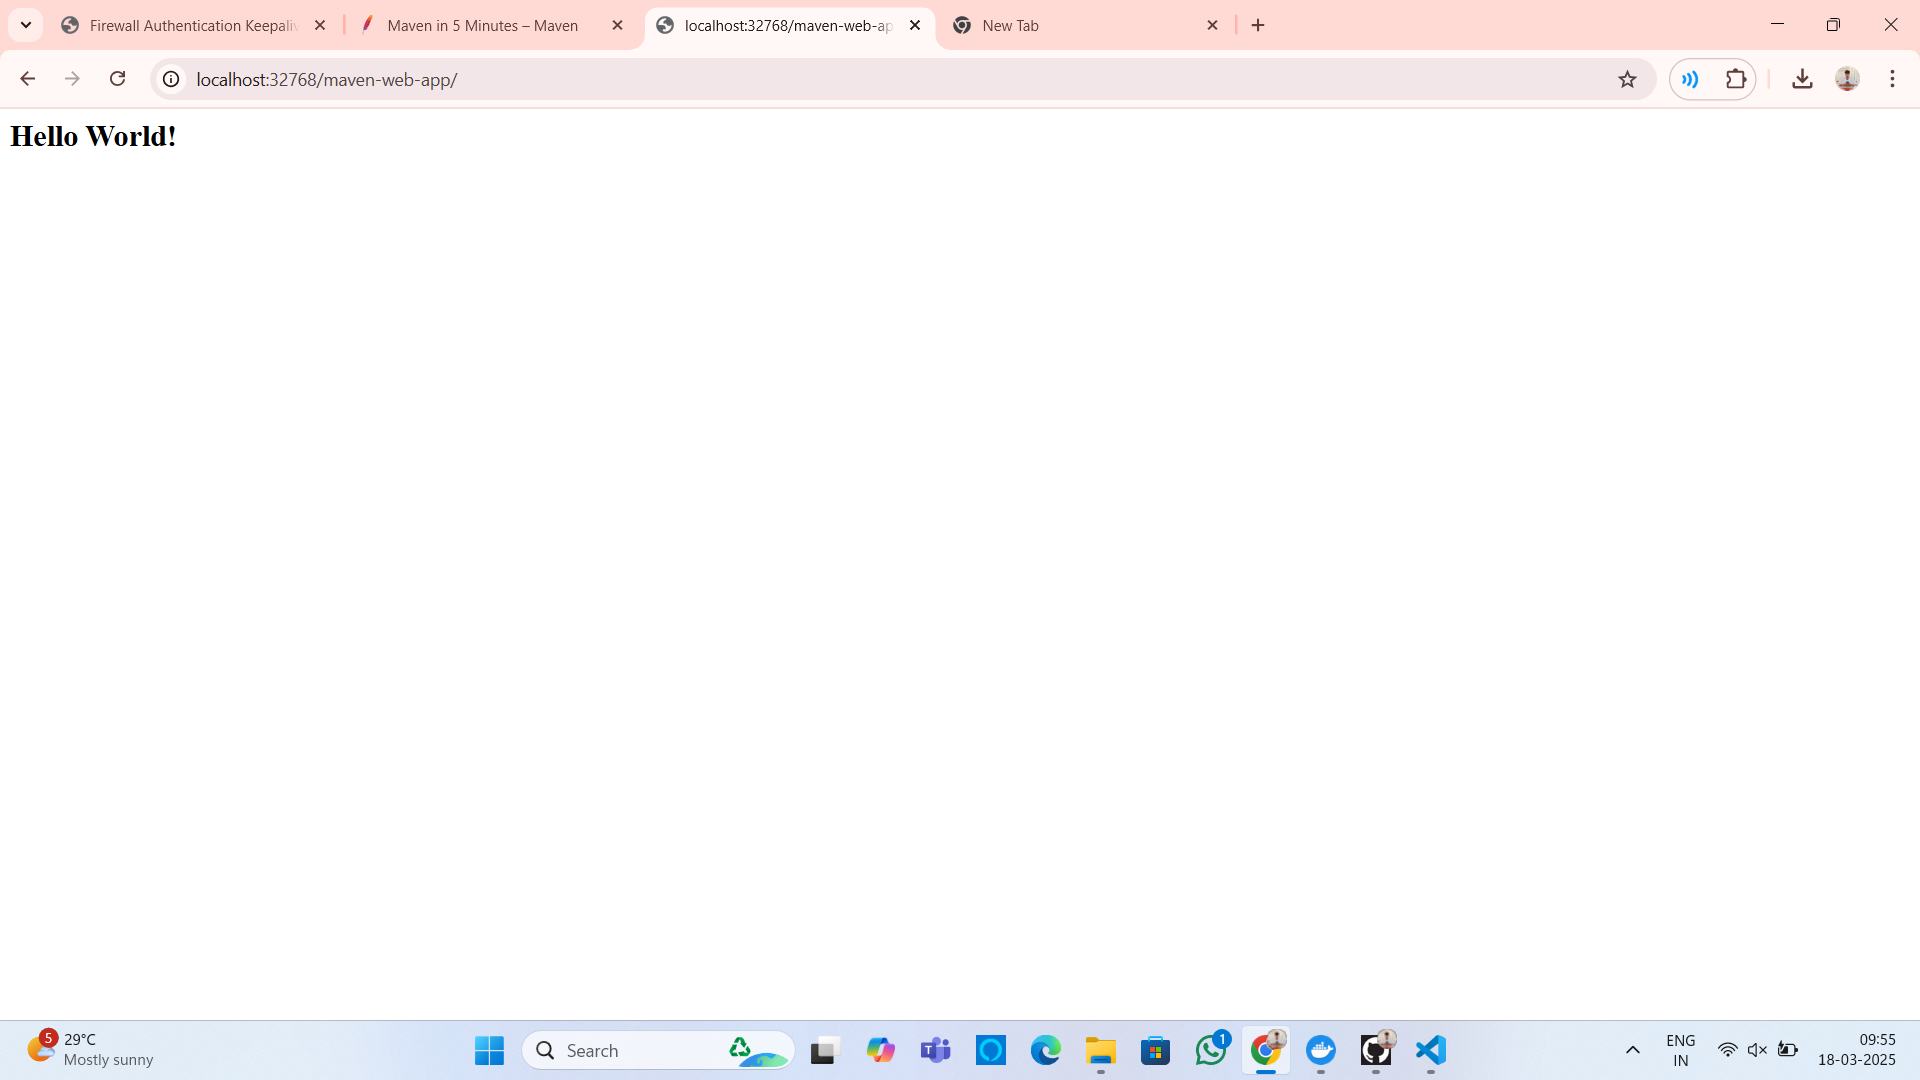 Firewall Authentication Keepaliv
Maven in 5 Minutes – Maven
localhost:32768/maven-web-ap
New Tab
localhost:32768/maven-web-app/
Hello World!
5
29°C
Mostly sunny
Search
T
1
ENG
IN
09:55
18-03-2025